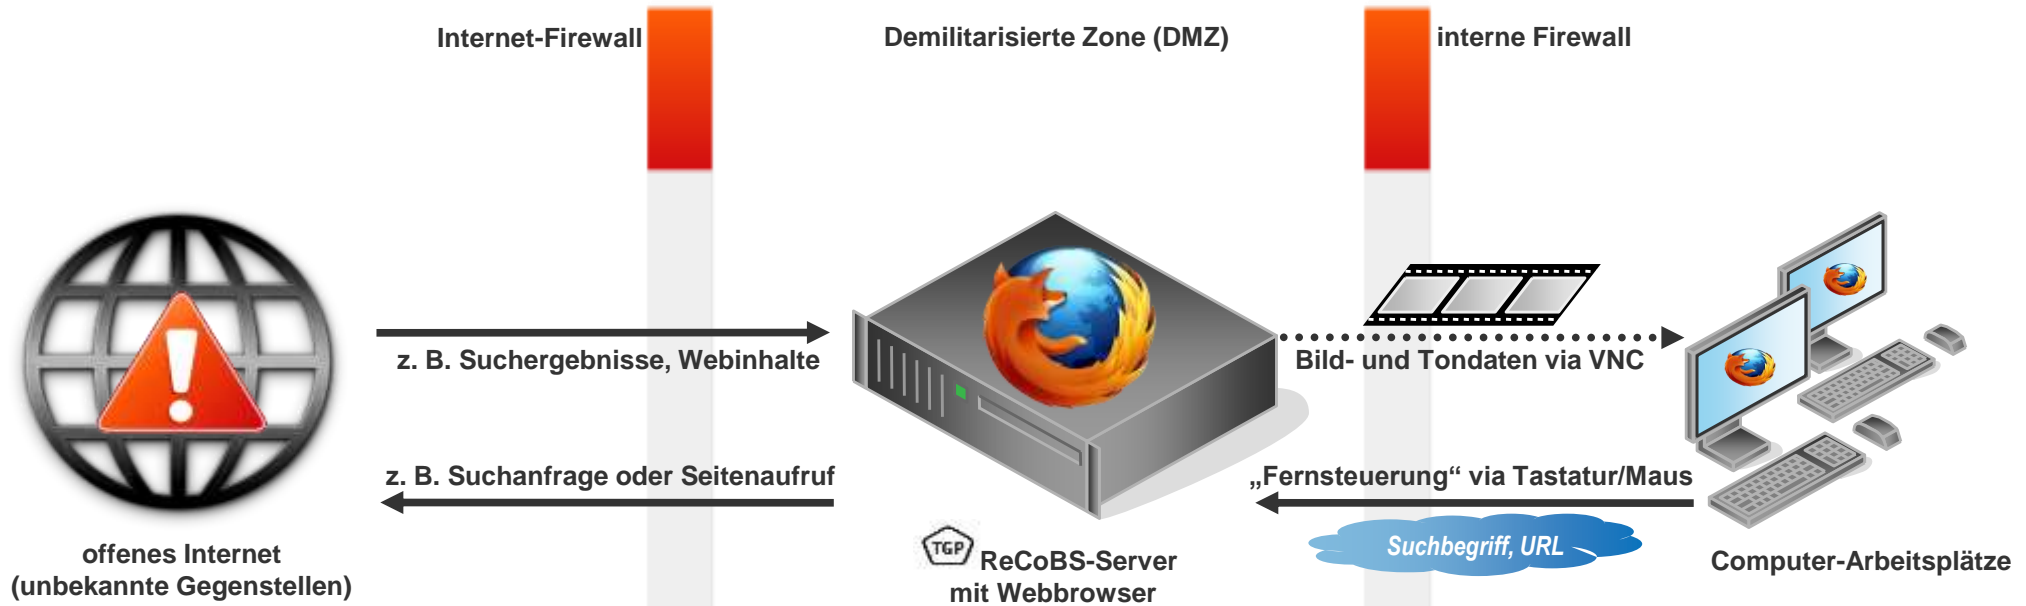 Internet-Firewall
Demilitarisierte Zone (DMZ)
interne Firewall
z. B. Suchergebnisse, Webinhalte
Bild- und Tondaten via VNC
z. B. Suchanfrage oder Seitenaufruf
„Fernsteuerung“ via Tastatur/Maus
Suchbegriff, URL
offenes Internet
(unbekannte Gegenstellen)
TGP
ReCoBS-Server
mit Webbrowser
Computer-Arbeitsplätze